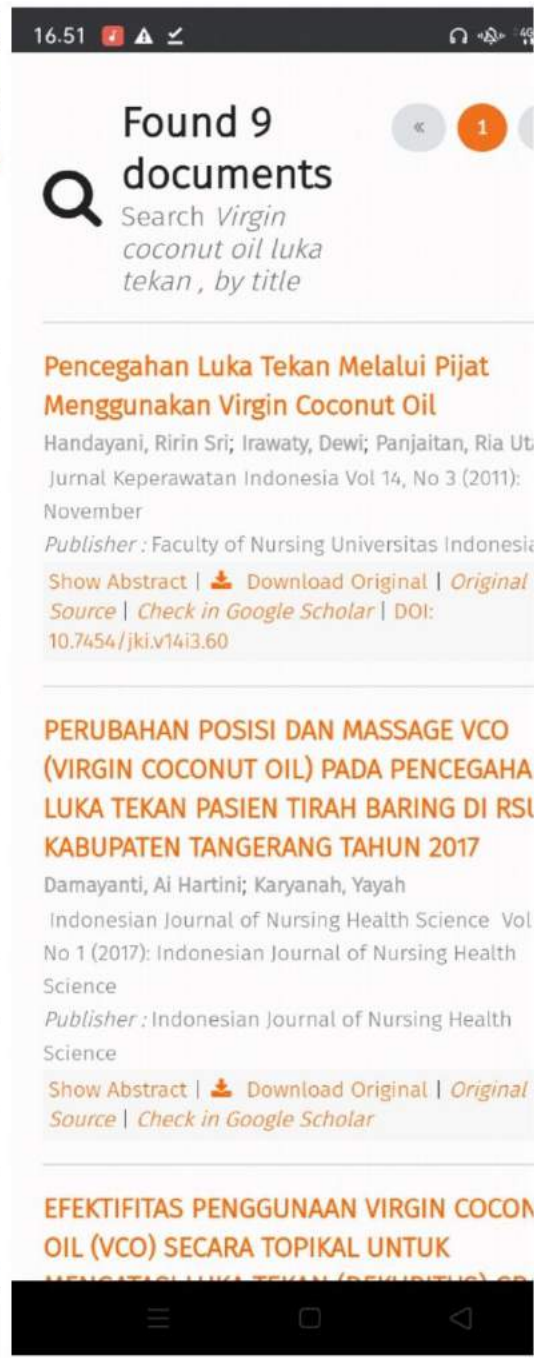 16.51
Found 9
documents
« 1
Search Virgin
coconut oil luka
tekan , by title
Pencegahan Luka Tekan Melalui Pijat
Menggunakan Virgin Coconut Oil
Handayani, Ririn Sri; Irawaty, Dewi; Panjaitan, Ria Uta
Jurnal Keperawatan Indonesia Vol 14, No 3 (2011):
November
Publisher : Faculty of Nursing Universitas Indonesia
Show Abstract | Download Original | Original
Source | Check in Google Scholar | DOI:
10.7454/jki.v14i3.60
PERUBAHAN POSISI DAN MASSAGE VCO
(VIRGIN COCONUT OIL) PADA PENCEGAHA
LUKA TEKAN PASIEN TIRAH BARING DI RSU
KABUPATEN TANGERANG TAHUN 2017
Damayanti, Ai Hartini; Karyanah, Yayah
Indonesian Journal of Nursing Health Science Vol
No 1 (2017): Indonesian Journal of Nursing Health
Science
Publisher : Indonesian Journal of Nursing Health
Science
Show Abstract | Download Original | Original
Source | Check in Google Scholar
EFEKTIFITAS PENGGUNAAN VIRGIN COCON
OIL (VCO) SECARA TOPIKAL UNTUK